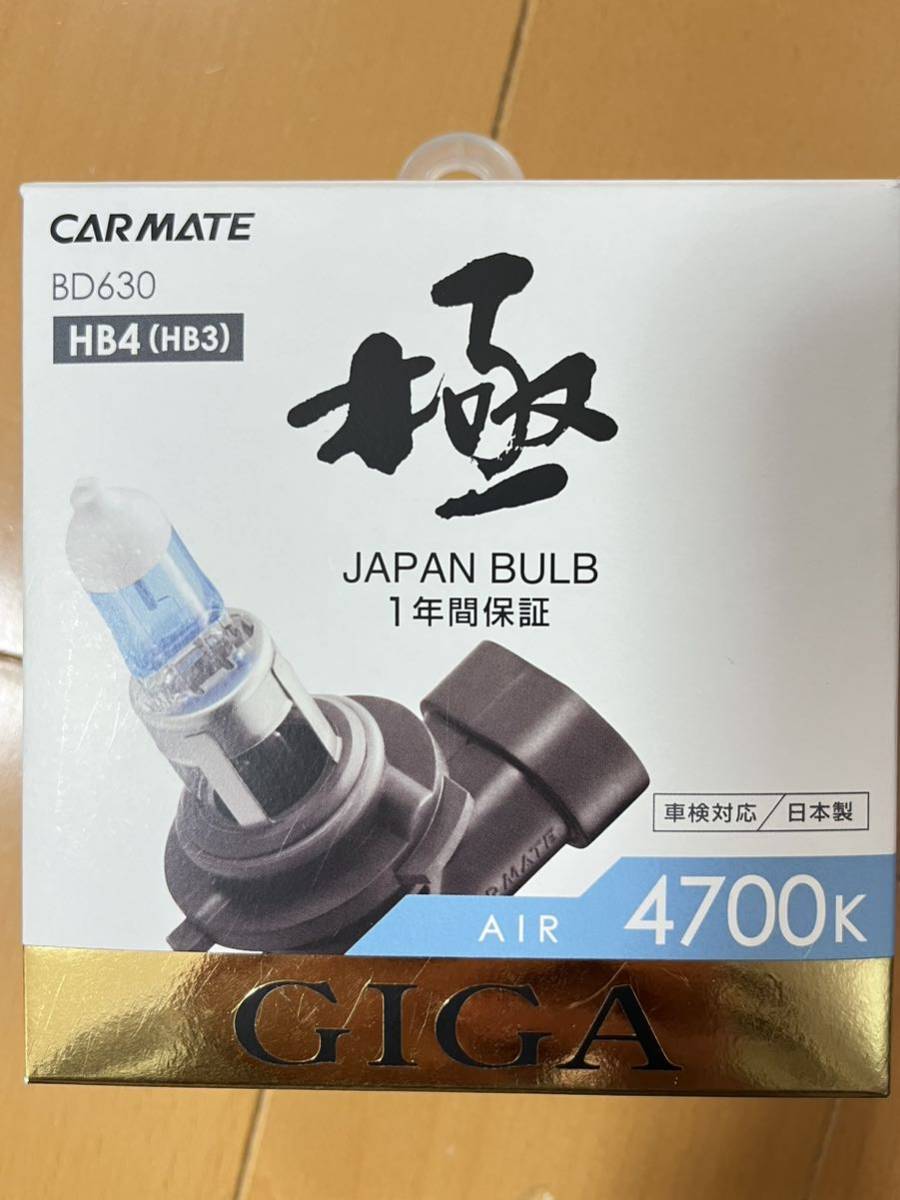 CARMATE
BD630
HB4(HB3)
極
JAPAN BULB
1年間保証
車検対応/日本製
CARMATE
AIR 4700K
GIGA